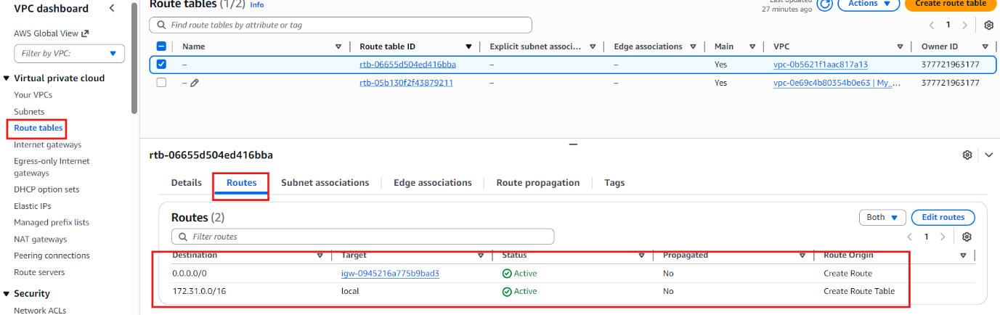 VPC dashboard
AWS Global View
Filter by VPC:
Virtual private cloud
Your VPCs
Subnets
Route tables
Internet gateways
Egress-only Internet
gateways
DHCP option sets
Elastic IPs
Managed prefix lists
NAT gateways
Peering connections
Route servers
Security
Network ACLs
Route tables (1/2) Info
Last updated
27 minutes ago
Actions
Create route table
Find route tables by attribute or tag
1
Name Route table ID Explicit subnet associ... Edge associations Main VPC Owner ID
– rtb-06655d504ed416bba – – Yes vpc-0b5621f1aac817a13 377721963177
– rtb-05b130f2f43879211 – – Yes vpc-0e69c4b80354b0e63 | My_... 377721963177
rtb-06655d504ed416bba
Details Routes Subnet associations Edge associations Route propagation Tags
Routes (2)
Both Edit routes
Filter routes
1
Destination Target Status Propagated Route Origin
0.0.0.0/0 igw-0945216a775b9bad3 Active No Create Route
172.31.0.0/16 local Active No Create Route Table